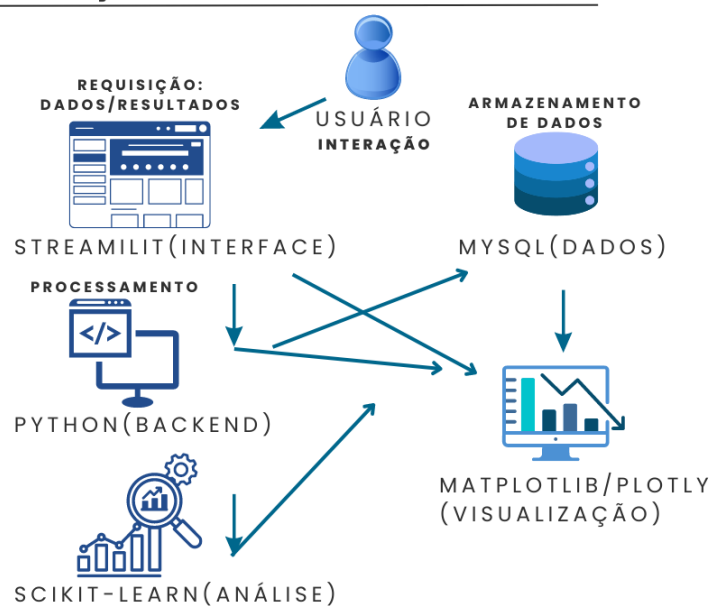 REQUISIÇÃO:
DADOS/RESULTADOS
USUÁRIO
INTERAÇÃO
ARMAZENAMENTO
DE DADOS
STREAMILIT(INTERFACE)
MYSQL(DADOS)
PROCESSAMENTO
</>
PYTHON(BACKEND)
MATPLOTLIB/PLOTLY
(VISUALIZAÇÃO)
SCIKIT-LEARN(ANÁLISE)